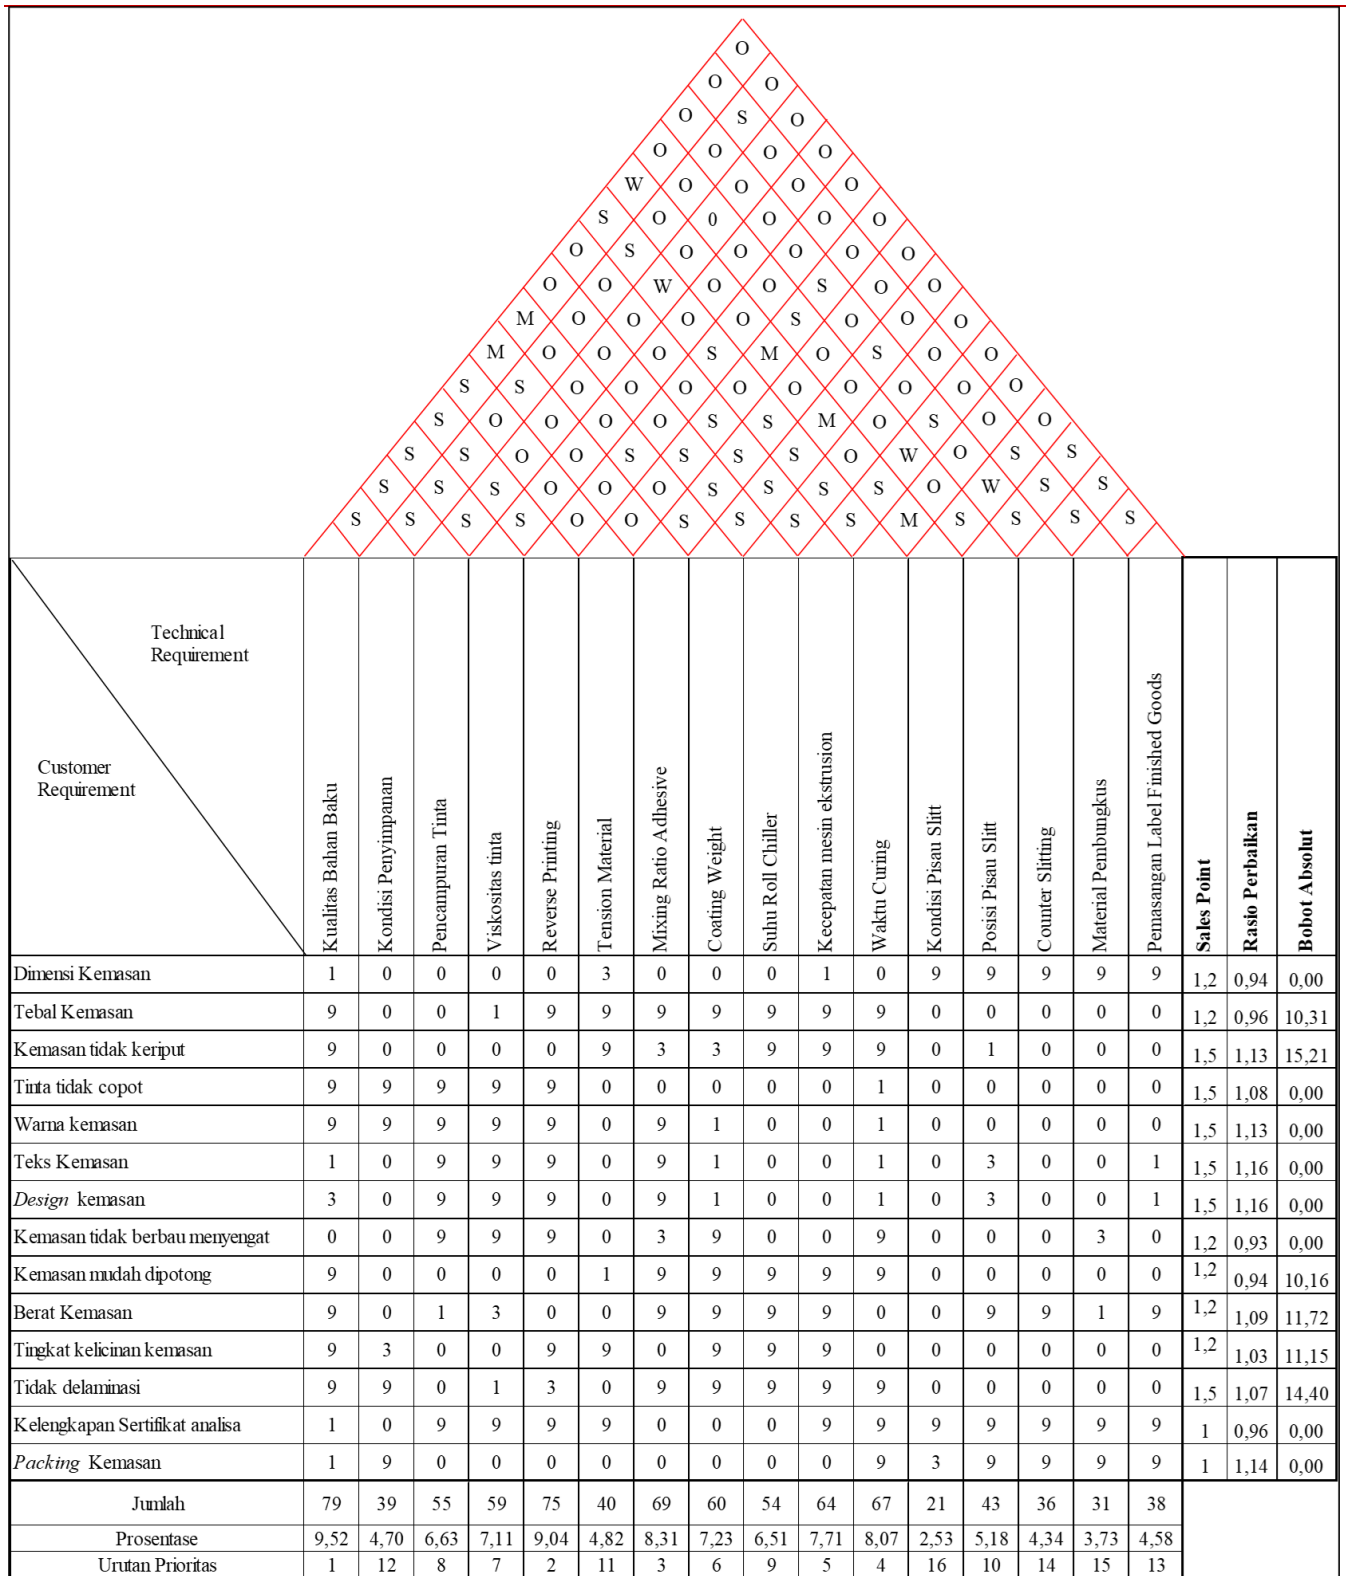 O
O O
O S O
O O O O
W O O O O
S O 0 O O O
O S O O O O O
O O W O O S O O
M O O O O S O O O
M O O O S M O S O O
S S O O O O O O O O O
S O O O O S S M O S O O
S S O O S S S S O W O S S
S S S O O O S S S S O W S S
S S S S O O S S S S M S S S S
Technical
Requirement
Customer
Requirement
Kualitas Bahan Baku
Kondisi Penyimpanan
Pencampuran Tinta
Viskositas tinta
Reverse Printing
Tension Material
Mixing Ratio Adhesive
Coating Weight
Suhu Roll Chiller
Kecepatan mesin ekstrusion
Waktu Curing
Kondisi Pisau Slitt
Posisi Pisau Slitt
Counter Slitting
Material Pembungkus
Pemasangan Label Finished Goods
Sales Point
Rasio Perbaikan
Bobot Absolut
Dimensi Kemasan 1 0 0 0 0 3 0 0 0 1 0 9 9 9 9 9 1,2 0,94 0,00
Tebal Kemasan 9 0 0 1 9 9 9 9 9 9 9 0 0 0 0 0 1,2 0,96 10,31
Kemasan tidak keriput 9 0 0 0 0 9 3 3 9 9 9 0 1 0 0 0 1,5 1,13 15,21
Tinta tidak copot 9 9 9 9 9 0 0 0 0 0 1 0 0 0 0 0 1,5 1,08 0,00
Warna kemasan 9 9 9 9 9 0 9 1 0 0 1 0 0 0 0 0 1,5 1,13 0,00
Teks Kemasan 1 0 9 9 9 0 9 1 0 0 1 0 3 0 0 1 1,5 1,16 0,00
Design kemasan 3 0 9 9 9 0 9 1 0 0 1 0 3 0 0 1 1,5 1,16 0,00
Kemasan tidak berbau menyengat 0 0 9 9 9 0 3 9 0 0 9 0 0 0 3 0 1,2 0,93 0,00
Kemasan mudah dipotong 9 0 0 0 0 1 9 9 9 9 9 0 0 0 0 0 1,2 0,94 10,16
Berat Kemasan 9 0 1 3 0 0 9 9 9 9 0 0 9 9 1 9 1,2 1,09 11,72
Tingkat kelicinan kemasan 9 3 0 0 9 9 0 9 9 9 0 0 0 0 0 0 1,2 1,03 11,15
Tidak delaminasi 9 9 0 1 3 0 9 9 9 9 9 0 0 0 0 0 1,5 1,07 14,40
Kelengkapan Sertifikat analisa 1 0 9 9 9 9 0 0 0 9 9 9 9 9 9 9 1 0,96 0,00
Packing Kemasan 1 9 0 0 0 0 0 0 0 0 9 3 9 9 9 9 1 1,14 0,00
Jumlah 79 39 55 59 75 40 69 60 54 64 67 21 43 36 31 38
Prosentase 9,52 4,70 6,63 7,11 9,04 4,82 8,31 7,23 6,51 7,71 8,07 2,53 5,18 4,34 3,73 4,58
Urutan Prioritas 1 12 8 7 2 11 3 6 9 5 4 16 10 14 15 13